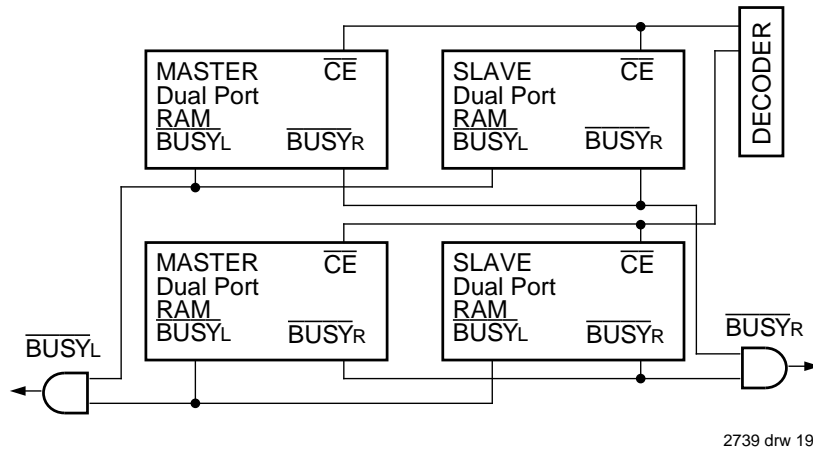 MASTER
Dual Port
RAM
BUSYL
CE
BUSYR
SLAVE
Dual Port
RAM
BUSYL
CE
BUSYR
DECODER
MASTER
Dual Port
RAM
BUSYL
CE
BUSYR
SLAVE
Dual Port
RAM
BUSYL
CE
BUSYR
BUSYL
BUSYR
2739 drw 19